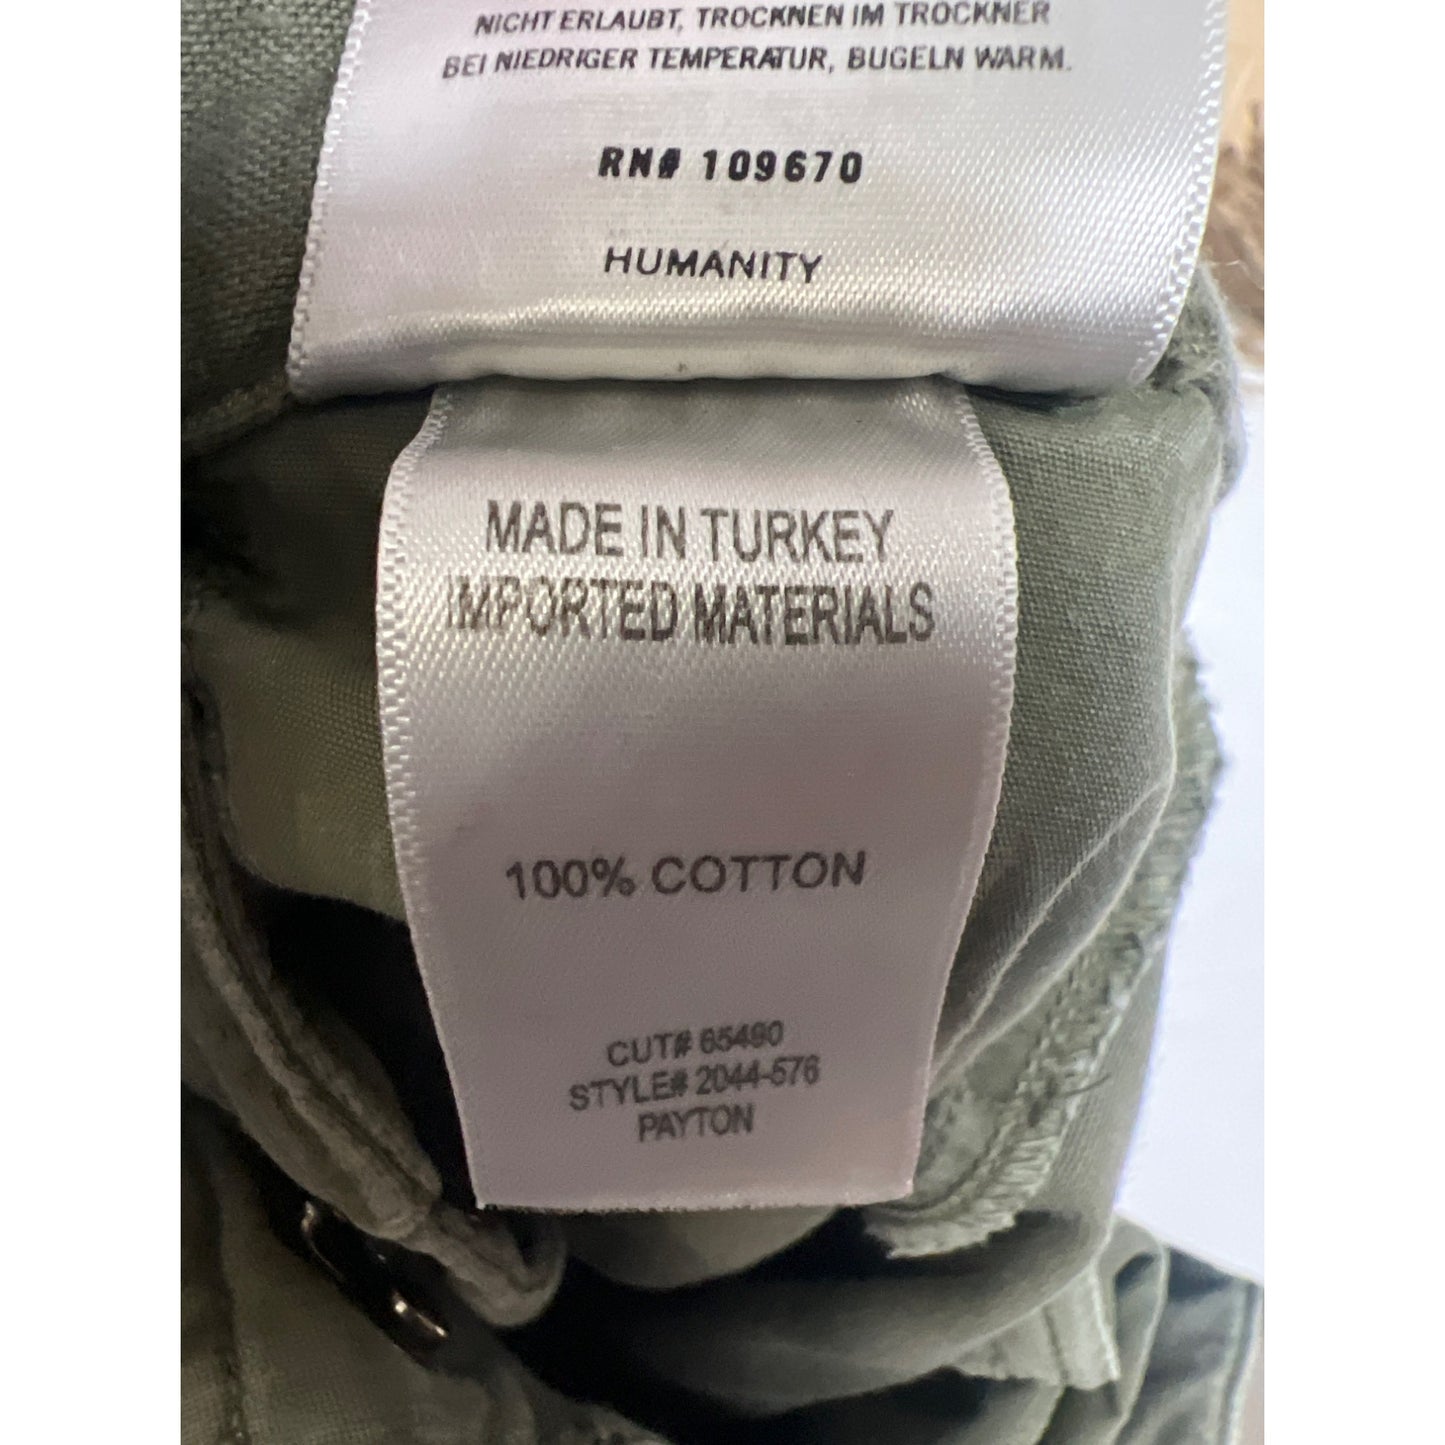 NICHT ERLAUBT, TROCKNEN IM TROCKNER
BEI NIEDRIGER TEMPERATUR, BUGELN WARM.
RN# 109670
HUMANITY
MADE IN TURKEY
IMPORTED MATERIALS
100% COTTON
CUT# 65490
STYLE# 2044-576
PAYTON